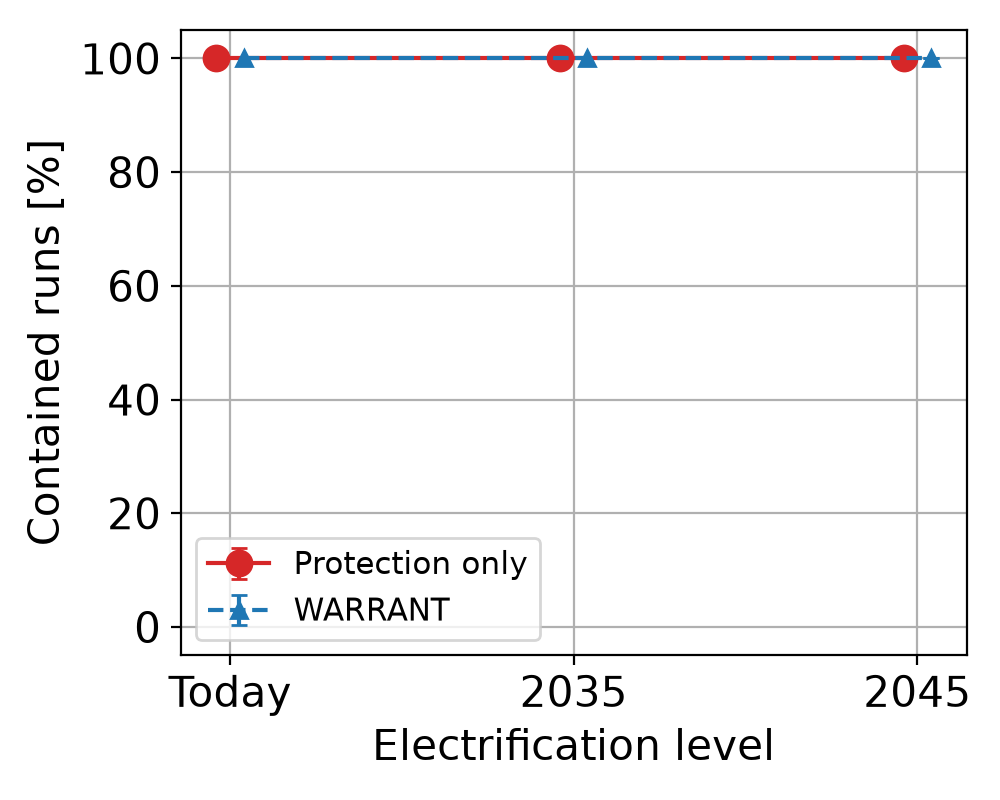 100
80
60
40
20
0
Contained runs [%]
Protection only
WARRANT
Today 2035 2045
Electrification level